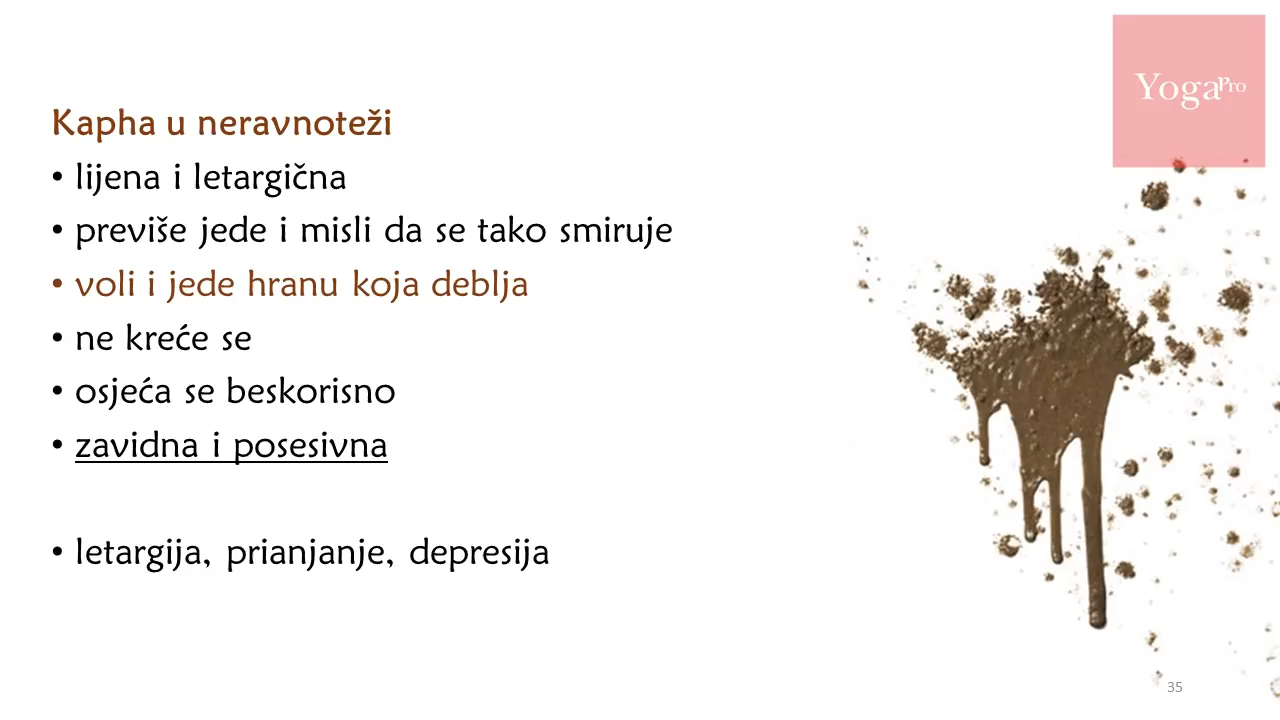 YogaPro
Kapha u neravnoteži
• lijena i letargična
• previše jede i misli da se tako smiruje
• voli i jede hranu koja deblja
• ne kreće se
• osjeća se beskorisno
• zavidna i posesivna
• letargija, prianjanje, depresija
35